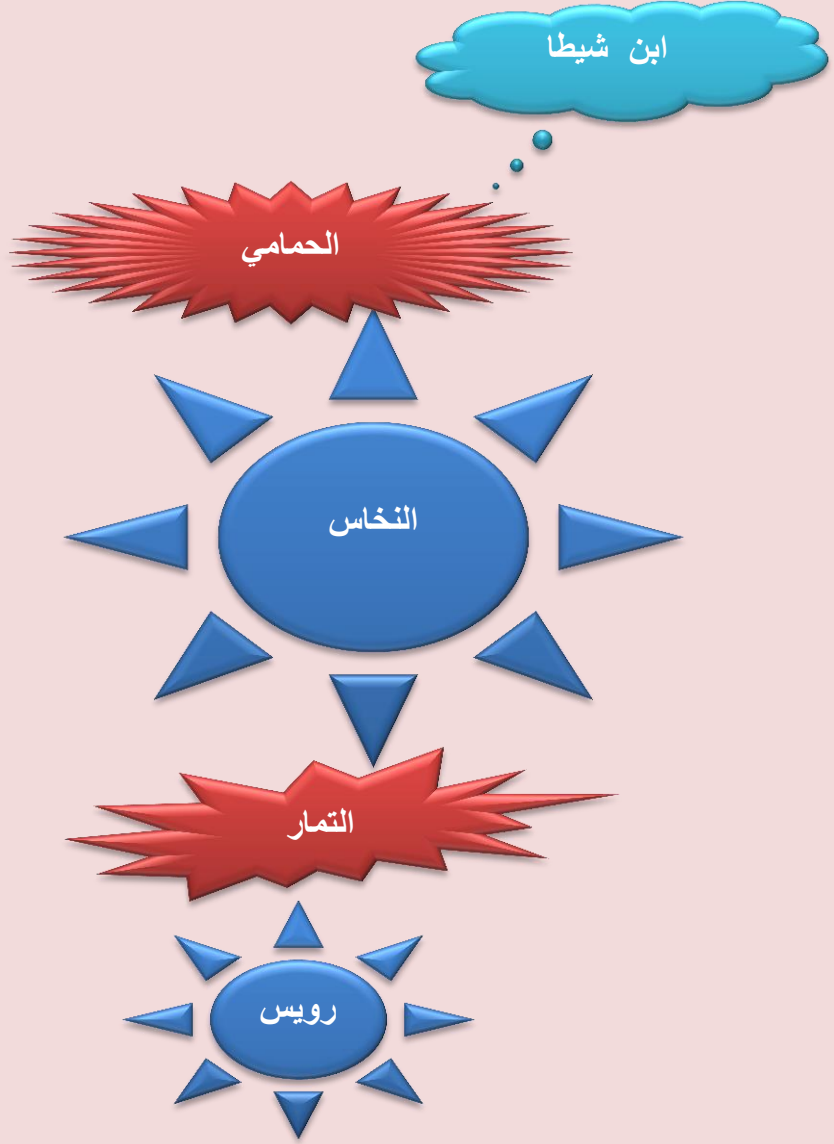 ابن شيطا
الحمامي
النخاس
التمار
رويس